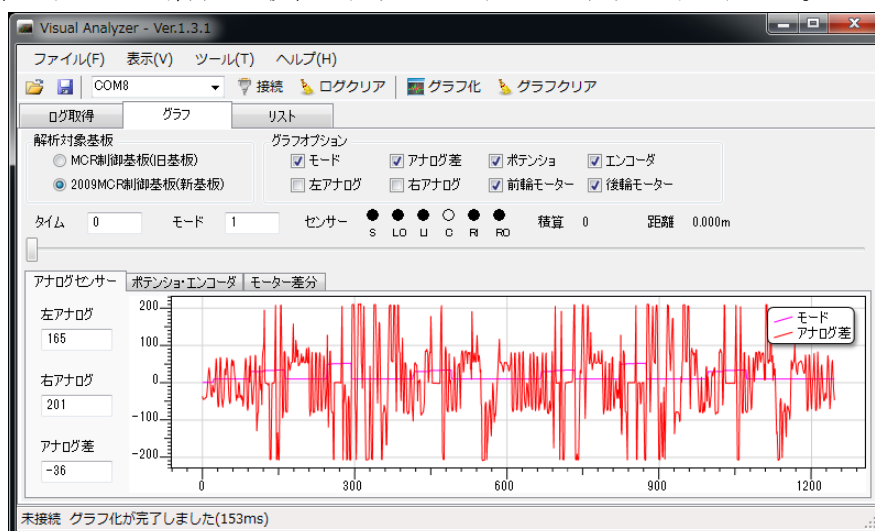 Visual Analyzer - Ver.1.3.1
ファイル(F) 表示(V) ツール(T) ヘルプ(H)
COM8 接続 ログクリア グラフ化 グラフクリア
ログ取得 グラフ リスト
解析対象基板 グラフオプション
MCR制御基板(旧基板) モード アナログ差 ポテンショ エンコーダ
2009MCR制御基板(新基板) 左アナログ 右アナログ 前輪モーター 後輪モーター
タイム 0 モード 1 センサー 積算 0 距離 0.000m
S LO LI C RI RO
アナログセンサー ポテンショ・エンコーダ モーター差分
左アナログ
165
右アナログ
201
アナログ差
-36
200
100
0
-100
-200
モード
アナログ差
0 300 600 900 1200
未接続 グラフ化が完了しました(153ms)